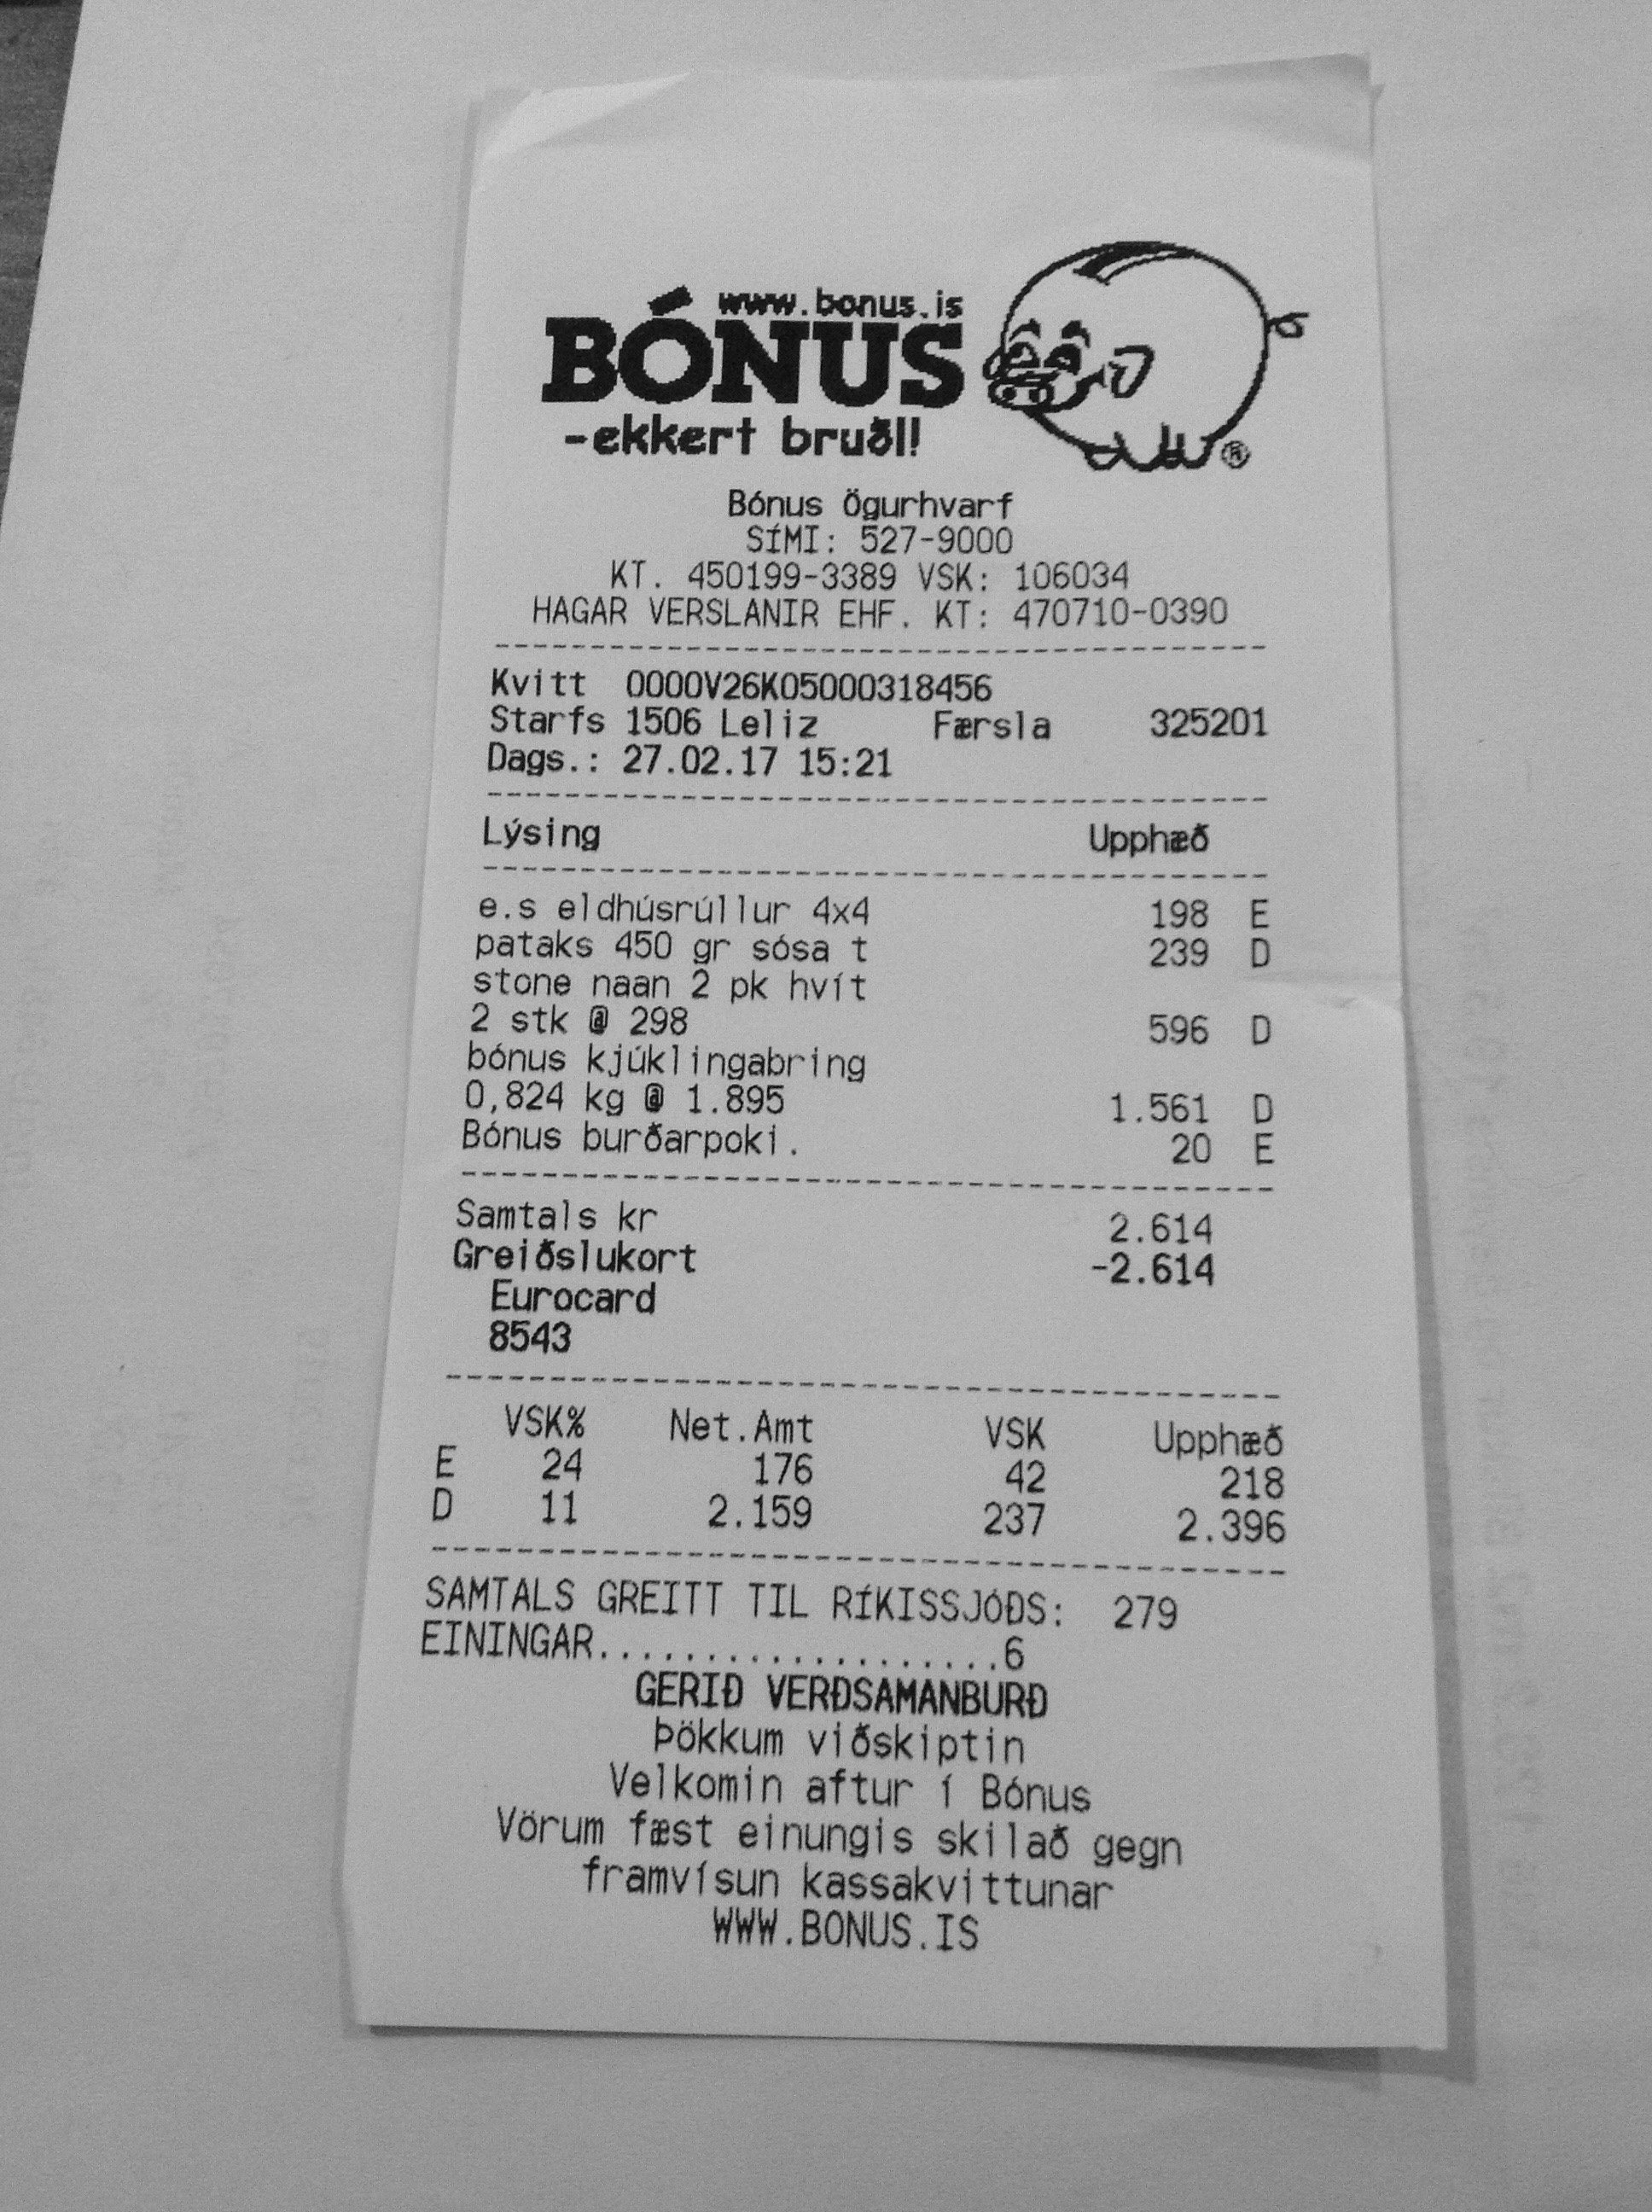 www.bonus.is
BÓNUS
-ekkert bruðl!
®
Bónus Ögurhvarf
SÍMI: 527-9000
KT. 450199-3389 VSK: 106034
HAGAR VERSLANIR EHF. KT: 470710-0390
Kvitt 0000V26K05000318456
Starfs 1506 Leliz Færsla 325201
Dags.: 27.02.17 15:21
Lýsing Upphæð
e.s eldhúsrúllur 4x4 198 E
pataks 450 gr sósa t 239 D
stone naan 2 pk hvít
2 stk @ 298 596 D
bónus kjúklingabring
0,824 kg @ 1.895 1.561 D
Bónus burðarpoki. 20 E
Samtals kr 2.614
Greiðslukort -2.614
Eurocard
8543
VSK% Net.Amt VSK Upphæð
E 24 176 42 218
D 11 2.159 237 2.396
SAMTALS GREITT TIL RÍKISSJÓÐS: 279
EININGAR.....................6
GERIÐ VERÐSAMANBURÐ
Þökkum viðskiptin
Velkomin aftur í Bónus
Vörum fæst einungis skilað gegn
framvísun kassakvittunar
WWW.BONUS.IS